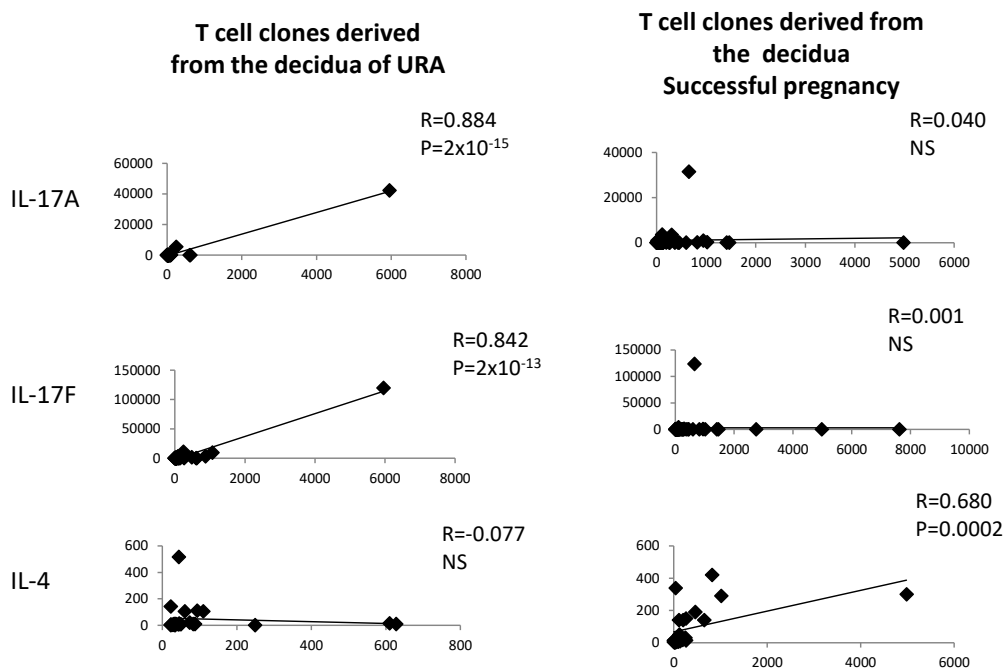 T cell clones derived
from the decidua of URA
T cell clones derived from
the decidua
Successful pregnancy
IL-17A
R=0.884
P=2x10⁻¹⁵
60000
40000
20000
0
0 2000 4000 6000 8000
R=0.040
NS
40000
20000
0
0 1000 2000 3000 4000 5000 6000
IL-17F
R=0.842
P=2x10⁻¹³
150000
100000
50000
0
0 2000 4000 6000 8000
R=0.001
NS
150000
100000
50000
0
0 2000 4000 6000 8000 10000
IL-4
R=-0.077
NS
600
400
200
0
0 200 400 600 800
R=0.680
P=0.0002
600
400
200
0
0 2000 4000 6000